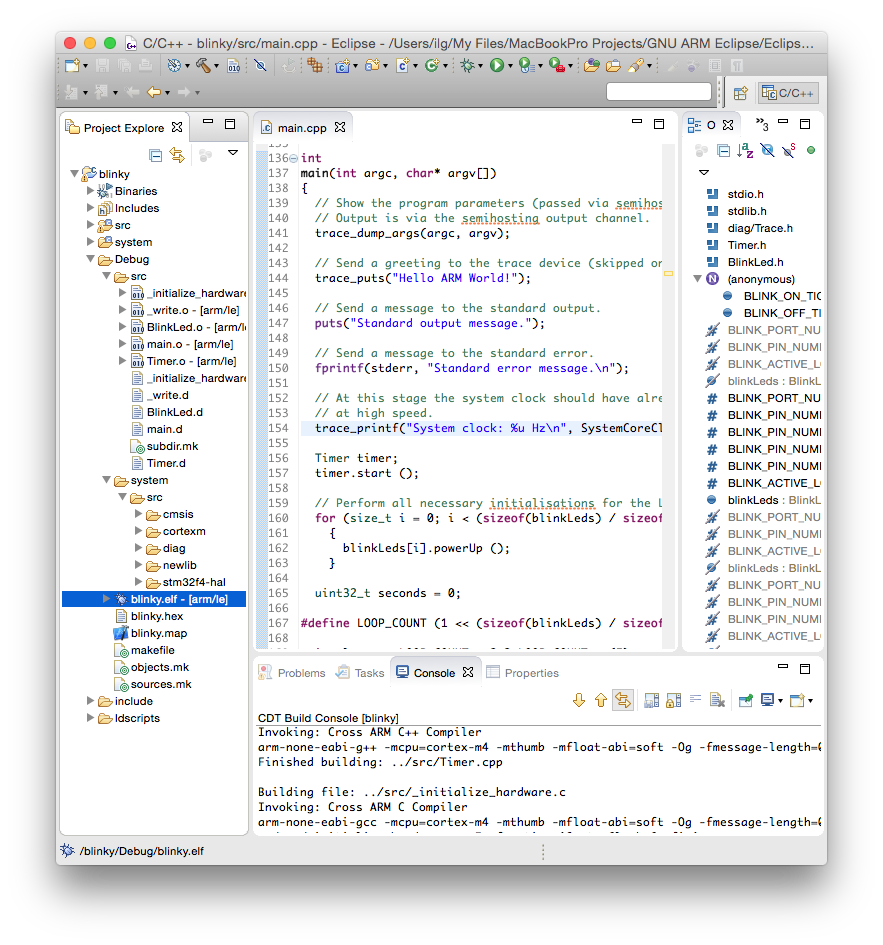 C/C++ - blinky/src/main.cpp - Eclipse - /Users/ilg/My Files/MacBookPro Projects/GNU ARM Eclipse/Eclips...
C/C++
Project Explorer
blinky
Binaries
Includes
src
system
Debug
src
_initialize_hardware
_write.o - [arm/le]
BlinkLed.o - [arm/le
main.o - [arm/le]
Timer.o - [arm/le]
_initialize_hardware
_write.d
BlinkLed.d
main.d
subdir.mk
Timer.d
system
src
cmsis
cortexm
diag
newlib
stm32f4-hal
blinky.elf - [arm/le]
blinky.hex
blinky.map
makefile
objects.mk
sources.mk
include
ldscripts
main.cpp
136 int
137 main(int argc, char* argv[])
138 {
139 // Show the program parameters (passed via semihos
140 // Output is via the semihosting output channel.
141 trace_dump_args(argc, argv);
142
143 // Send a greeting to the trace device (skipped on
144 trace_puts("Hello ARM World!");
145
146 // Send a message to the standard output.
147 puts("Standard output message.");
148
149 // Send a message to the standard error.
150 fprintf(stderr, "Standard error message.\n");
151
152 // At this stage the system clock should have alre
153 // at high speed.
154 trace_printf("System clock: %u Hz\n", SystemCoreCl
155
156 Timer timer;
157 timer.start ();
158
159 // Perform all necessary initialisations for the L
160 for (size_t i = 0; i < (sizeof(blinkLeds) / sizeof
161 {
162 blinkLeds[i].powerUp ();
163 }
164
165 uint32_t seconds = 0;
166
167 #define LOOP_COUNT (1 << (sizeof(blinkLeds) / sizeof
168
O
3
stdio.h
stdlib.h
diag/Trace.h
Timer.h
BlinkLed.h
(anonymous)
BLINK_ON_TIC
BLINK_OFF_TI
BLINK_PORT_NU
BLINK_PIN_NUMI
BLINK_ACTIVE_LO
blinkLeds : BlinkL
BLINK_PORT_NU
BLINK_PIN_NUMI
BLINK_PIN_NUMI
BLINK_PIN_NUMI
BLINK_PIN_NUMI
BLINK_ACTIVE_LO
blinkLeds : BlinkL
BLINK_PORT_NU
BLINK_PIN_NUMI
BLINK_ACTIVE_LO
blinkLeds : BlinkL
BLINK_PORT_NU
BLINK_PIN_NUMI
BLINK_PIN_NUMI
BLINK_ACTIVE_LO
Problems
Tasks
Console
Properties
CDT Build Console [blinky]
Invoking: Cross ARM C++ Compiler
arm-none-eabi-g++ -mcpu=cortex-m4 -mthumb -mfloat-abi=soft -Og -fmessage-length=0
Finished building: ../src/Timer.cpp
Building file: ../src/_initialize_hardware.c
Invoking: Cross ARM C Compiler
arm-none-eabi-gcc -mcpu=cortex-m4 -mthumb -mfloat-abi=soft -Og -fmessage-length=0
/blinky/Debug/blinky.elf